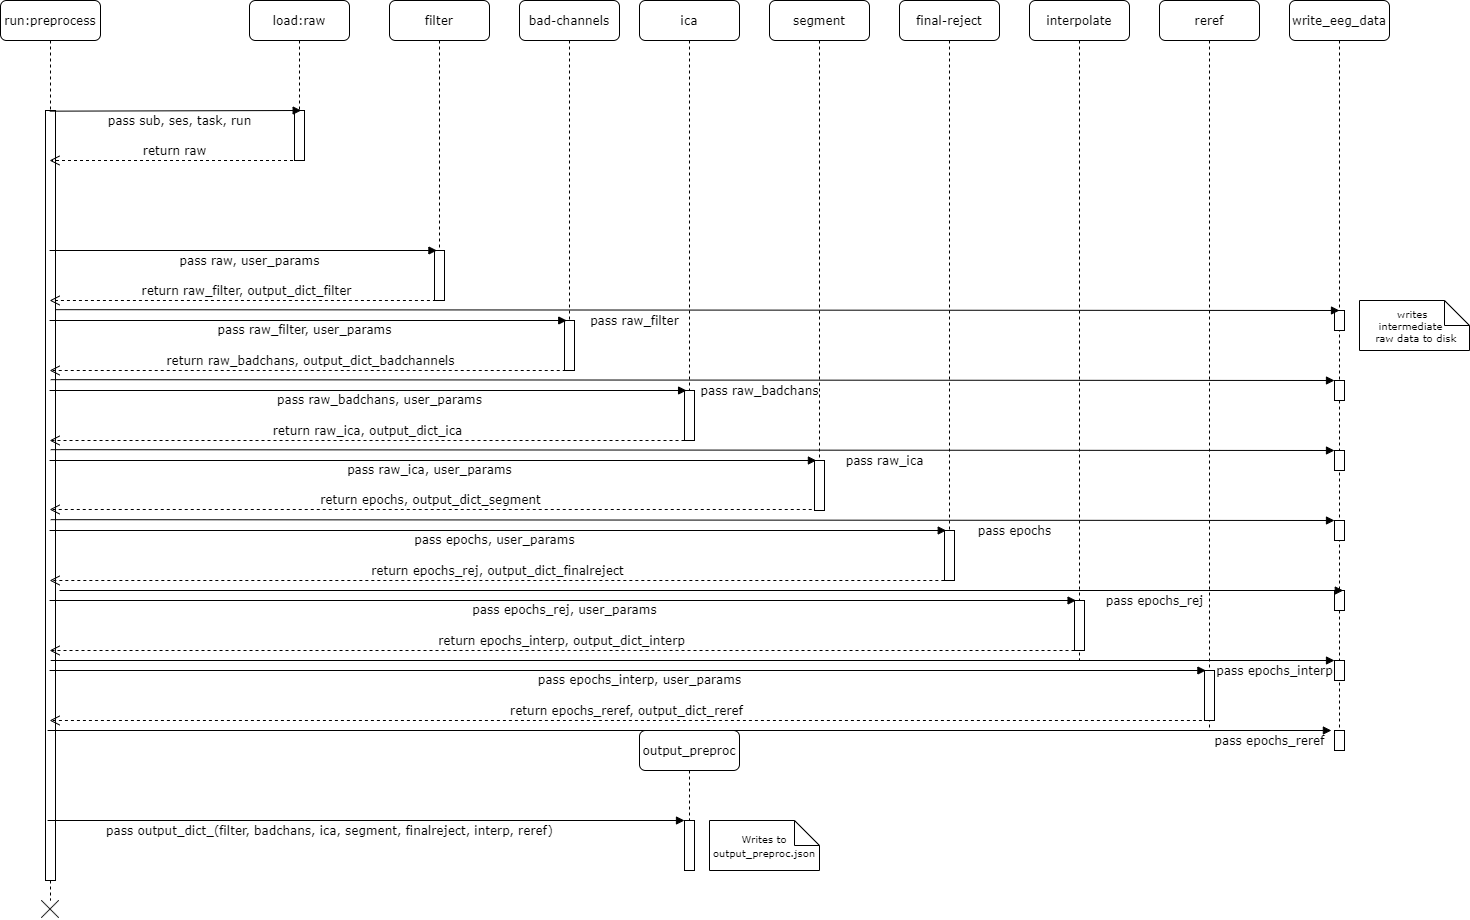 run:preprocess
load:raw
filter
bad-channels
ica
segment
final-reject
interpolate
reref
write_eeg_data
pass sub, ses, task, run
return raw
pass raw, user_params
return raw_filter, output_dict_filter
writes
intermediate
raw data to disk
pass raw_filter
pass raw_filter, user_params
return raw_badchans, output_dict_badchannels
pass raw_badchans
pass raw_badchans, user_params
return raw_ica, output_dict_ica
pass raw_ica
pass raw_ica, user_params
return epochs, output_dict_segment
pass epochs
pass epochs, user_params
return epochs_rej, output_dict_finalreject
pass epochs_rej
pass epochs_rej, user_params
return epochs_interp, output_dict_interp
pass epochs_interp
pass epochs_interp, user_params
return epochs_reref, output_dict_reref
pass epochs_reref
output_preproc
pass output_dict_(filter, badchans, ica, segment, finalreject, interp, reref)
Writes to
output_preproc.json